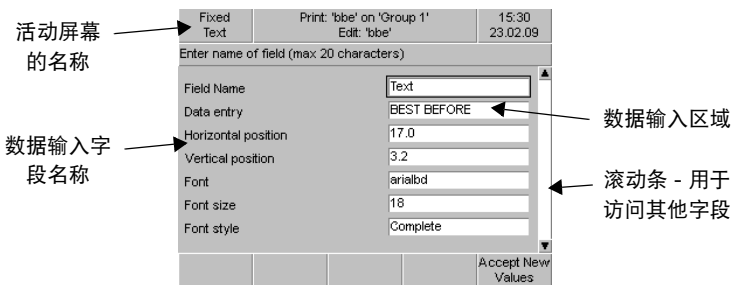 活动屏幕
的名称
Fixed
Text
Print: 'bbe' on 'Group 1'
Edit: 'bbe'
15:30
23.02.09
Enter name of field (max 20 characters)
Field Name
Text
Data entry
BEST BEFORE
Horizontal position
17.0
Vertical position
3.2
Font
arialbd
Font size
18
Font style
Complete
Accept New
Values
数据输入字
段名称
数据输入区域
滚动条 - 用于
访问其他字段